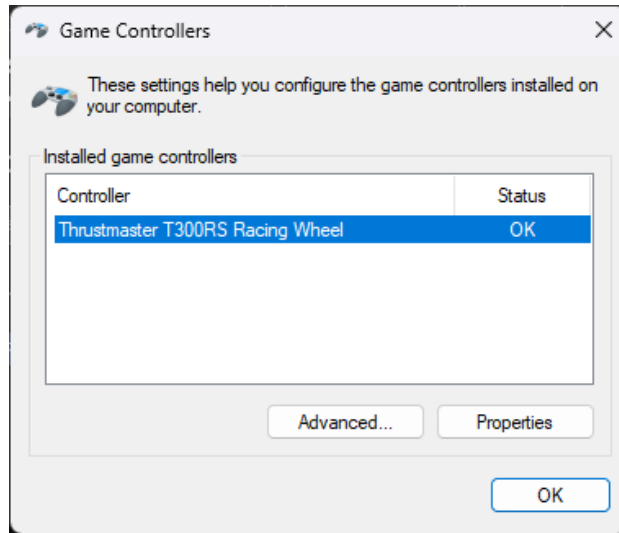 Game Controllers
These settings help you configure the game controllers installed on
your computer.
Installed game controllers
Controller Status
Thrustmaster T300RS Racing Wheel OK
Advanced... Properties
OK